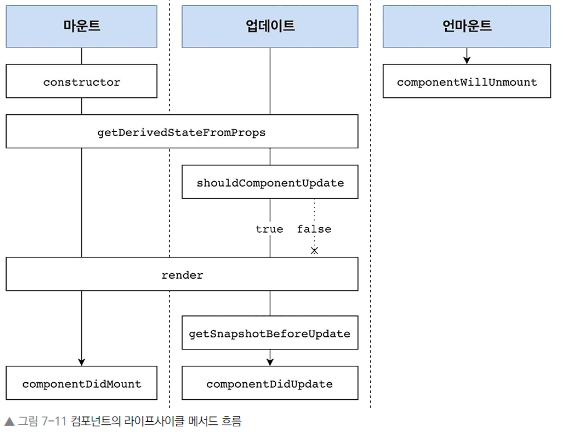 마운트
업데이트
언마운트
constructor
componentWillUnmount
getDerivedStateFromProps
shouldComponentUpdate
true false
render
getSnapshotBeforeUpdate
componentDidMount
componentDidUpdate
▲ 그림 7-11 컴포넌트의 라이프사이클 메서드 흐름